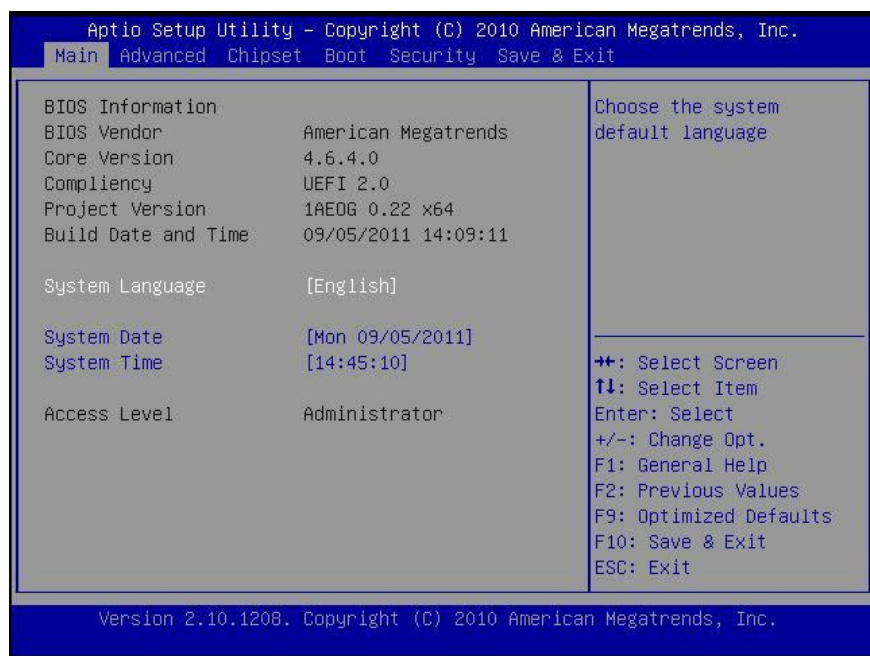 Aptio Setup Utility – Copyright (C) 2010 American Megatrends, Inc.
Main Advanced Chipset Boot Security Save & Exit
BIOS Information
BIOS Vendor American Megatrends
Core Version 4.6.4.0
Compliency UEFI 2.0
Project Version 1AEOG 0.22 x64
Build Date and Time 09/05/2011 14:09:11
System Language [English]
System Date [Mon 09/05/2011]
System Time [14:45:10]
Access Level Administrator
Choose the system
default language
→←: Select Screen
↑↓: Select Item
Enter: Select
+/-: Change Opt.
F1: General Help
F2: Previous Values
F9: Optimized Defaults
F10: Save & Exit
ESC: Exit
Version 2.10.1208. Copyright (C) 2010 American Megatrends, Inc.